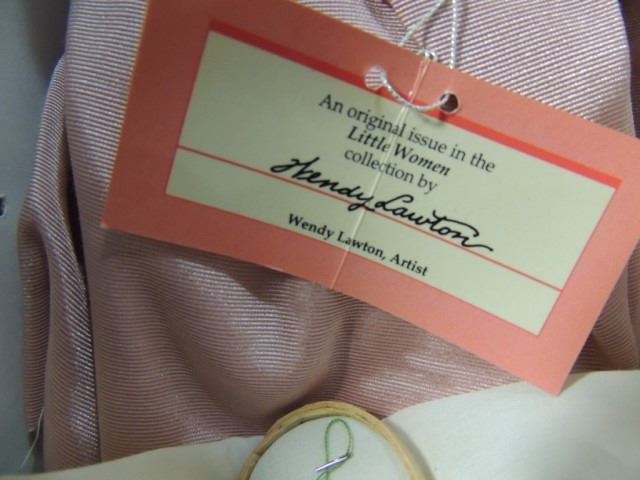 An original issue in the
Little Women
collection by
Wendy Lawton
Wendy Lawton, Artist